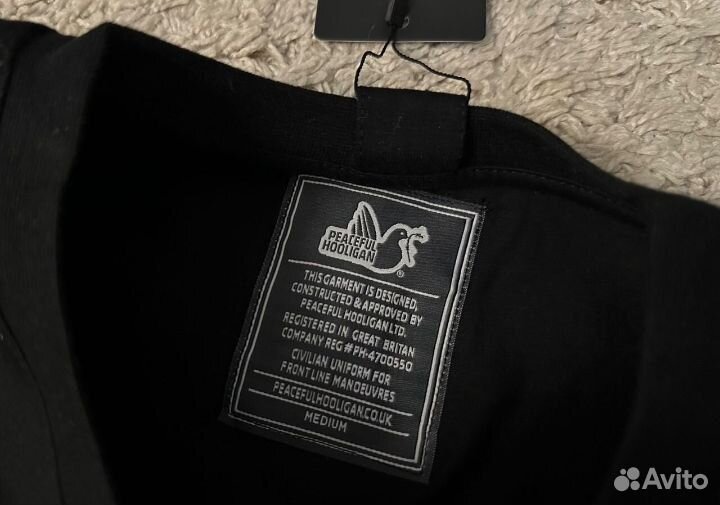 PEACEFUL
HOOLIGAN
®
THIS GARMENT IS DESIGNED,
CONSTRUCTED & APPROVED BY
PEACEFUL HOOLIGAN LTD.
REGISTERED IN GREAT BRITAN
COMPANY REG # PH-4700550
CIVILIAN UNIFORM FOR
FRONT LINE MANOEUVRES
PEACEFULHOOLIGAN.CO.UK
MEDIUM
Avito